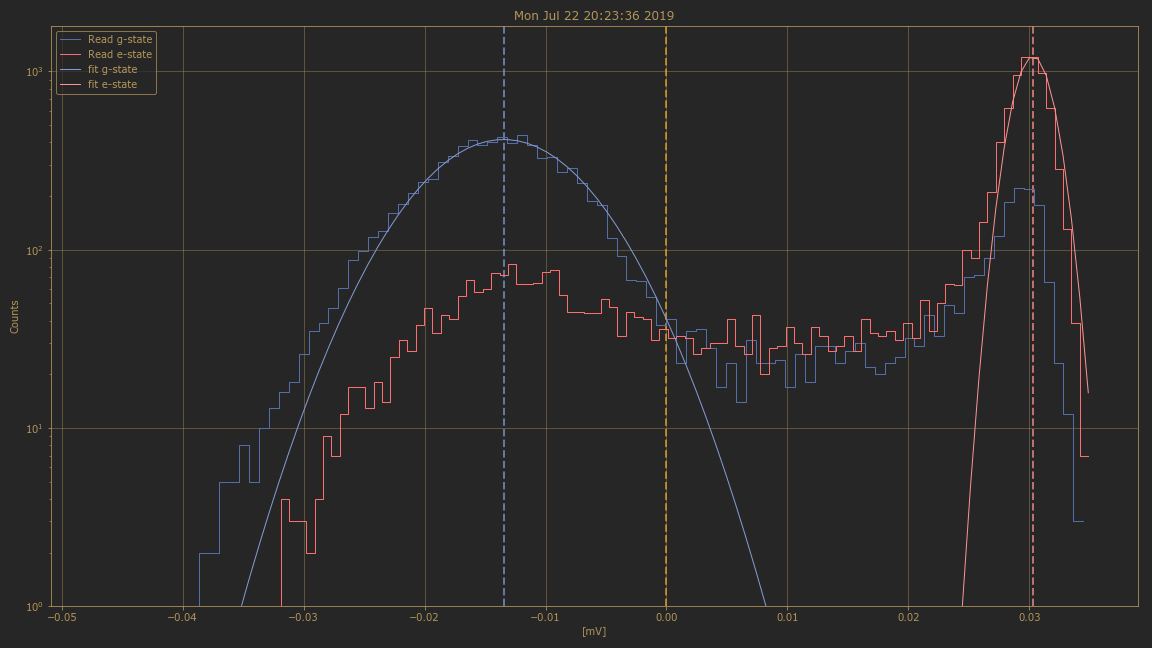 Mon Jul 22 20:23:36 2019
Read g-state
Read e-state
fit g-state
fit e-state
10³
10²
10¹
10⁰
Counts
−0.05 −0.04 −0.03 −0.02 −0.01 0.00 0.01 0.02 0.03
[mV]